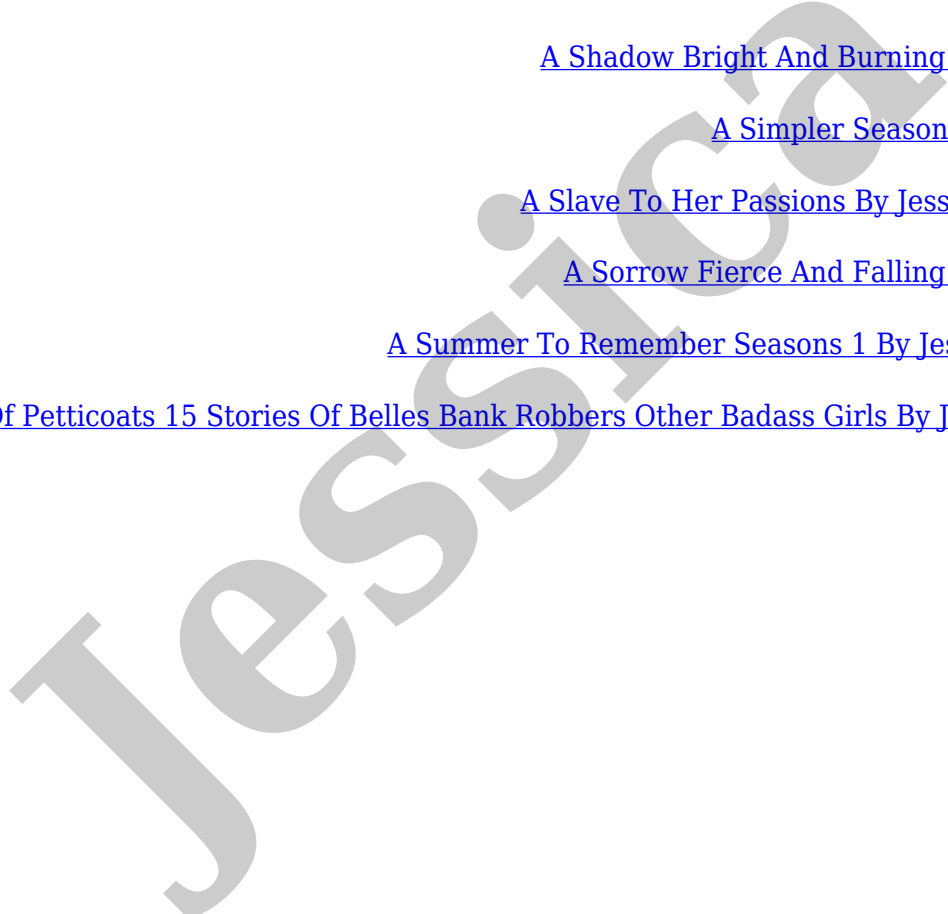 A Shadow Bright And Burning
A Simpler Season
A Slave To Her Passions By Jess
A Sorrow Fierce And Falling
A Summer To Remember Seasons 1 By Jes
Of Petticoats 15 Stories Of Belles Bank Robbers Other Badass Girls By J
Jessica